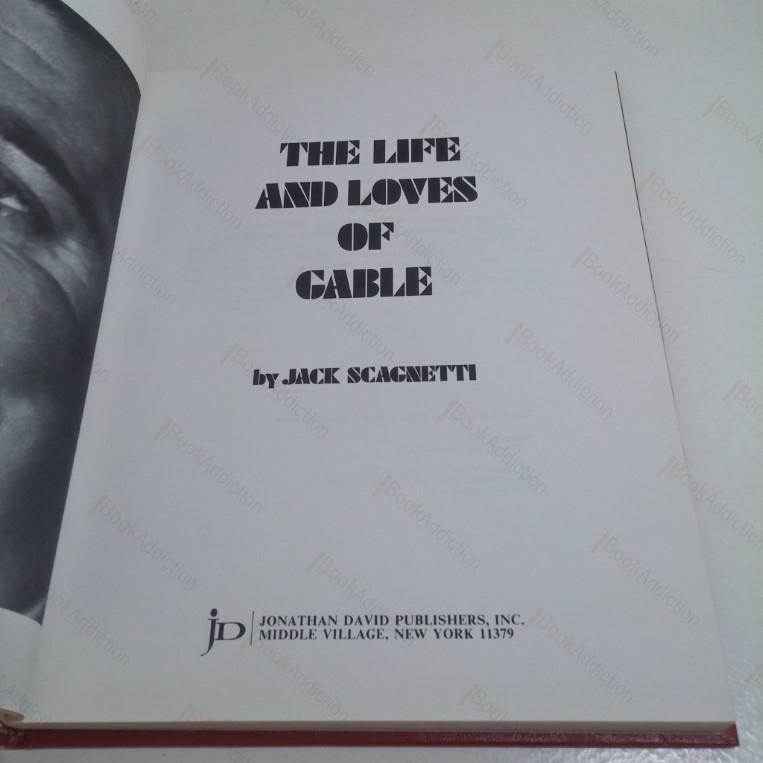 THE LIFE
AND LOVES
OF
GABLE
by JACK SCAGNETTI
JD
JONATHAN DAVID PUBLISHERS, INC.
MIDDLE VILLAGE, NEW YORK 11379
BookAddiction